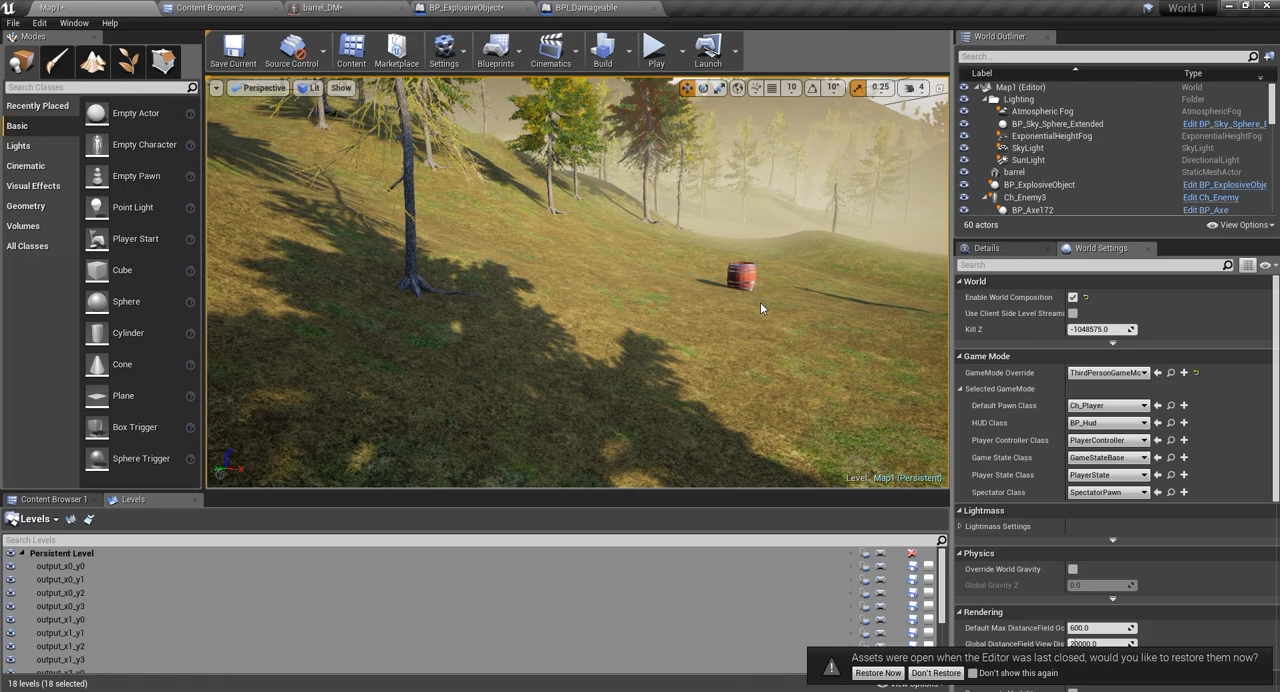 Map1*
Content Browser 2
barrel_DM*
BP_ExplosiveObject*
BPI_Damageable
World 1
File Edit Window Help
Modes
Search Classes
Recently Placed
Basic
Lights
Cinematic
Visual Effects
Geometry
Volumes
All Classes
Empty Actor
Empty Character
Empty Pawn
Point Light
Player Start
Cube
Sphere
Cylinder
Cone
Plane
Box Trigger
Sphere Trigger
Save Current
Source Control
Content
Marketplace
Settings
Blueprints
Cinematics
Build
Play
Launch
Perspective
Lit
Show
10
10°
0.25
4
Level: Map1 (Persistent)
World Outliner
Search...
Label Type
Map1 (Editor) World
Lighting Folder
Atmospheric Fog AtmosphericFog
BP_Sky_Sphere_Extended Edit BP_Sky_Sphere_E
ExponentialHeightFog ExponentialHeightFog
SkyLight SkyLight
SunLight DirectionalLight
barrel StaticMeshActor
BP_ExplosiveObject Edit BP_ExplosiveObje
Ch_Enemy3 Edit Ch_Enemy
BP_Axe172 Edit BP_Axe
60 actors View Options
Details
World Settings
Search
World
Enable World Composition
Use Client Side Level Streami
Kill Z -1048575.0
Game Mode
GameMode Override ThirdPersonGameMc
Selected GameMode
Default Pawn Class Ch_Player
HUD Class BP_Hud
Player Controller Class PlayerController
Game State Class GameStateBase
Player State Class PlayerState
Spectator Class SpectatorPawn
Lightmass
Lightmass Settings
Physics
Override World Gravity
Global Gravity Z 0.0
Rendering
Default Max DistanceField Oc 600.0
Global DistanceField View Dis 20000.0
Content Browser 1
Levels
Levels
Search Levels
Persistent Level
output_x0_y0
output_x0_y1
output_x0_y2
output_x0_y3
output_x1_y0
output_x1_y1
output_x1_y2
output_x1_y3
18 levels (18 selected)
Assets were open when the Editor was last closed, would you like to restore them now?
Restore Now Don't Restore Don't show this again